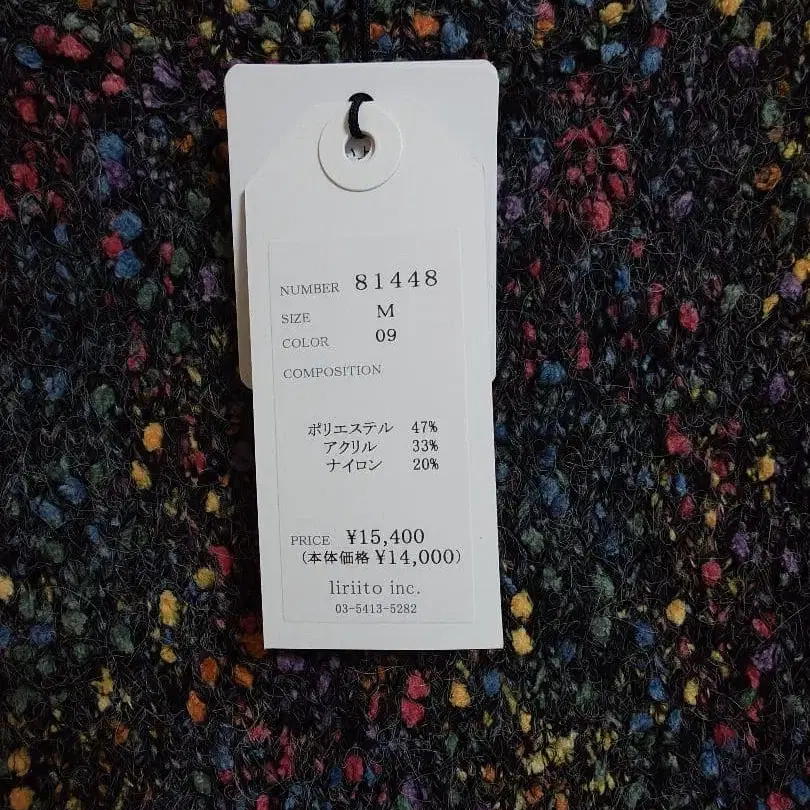 NUMBER 81448
SIZE M
COLOR 09
COMPOSITION
ポリエステル 47%
アクリル 33%
ナイロン 20%
PRICE ¥15,400
(本体価格 ¥14,000)
liriito inc.
03-5413-5282